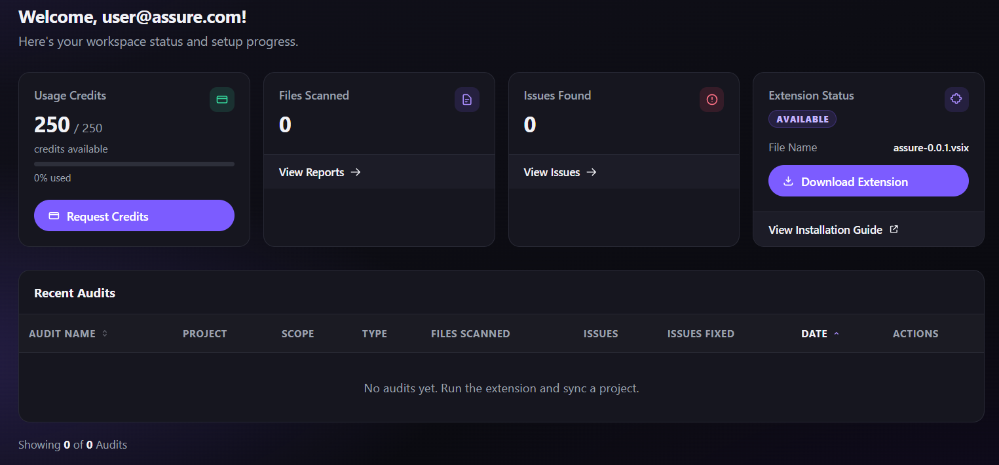 Welcome, user@assure.com!
Here's your workspace status and setup progress.
Usage Credits
250 / 250
credits available
0% used
Request Credits
Files Scanned
0
View Reports
Issues Found
0
View Issues
Extension Status
AVAILABLE
File Name assure-0.0.1.vsix
Download Extension
View Installation Guide
Recent Audits
AUDIT NAME PROJECT SCOPE TYPE FILES SCANNED ISSUES ISSUES FIXED DATE ACTIONS
No audits yet. Run the extension and sync a project.
Showing 0 of 0 Audits